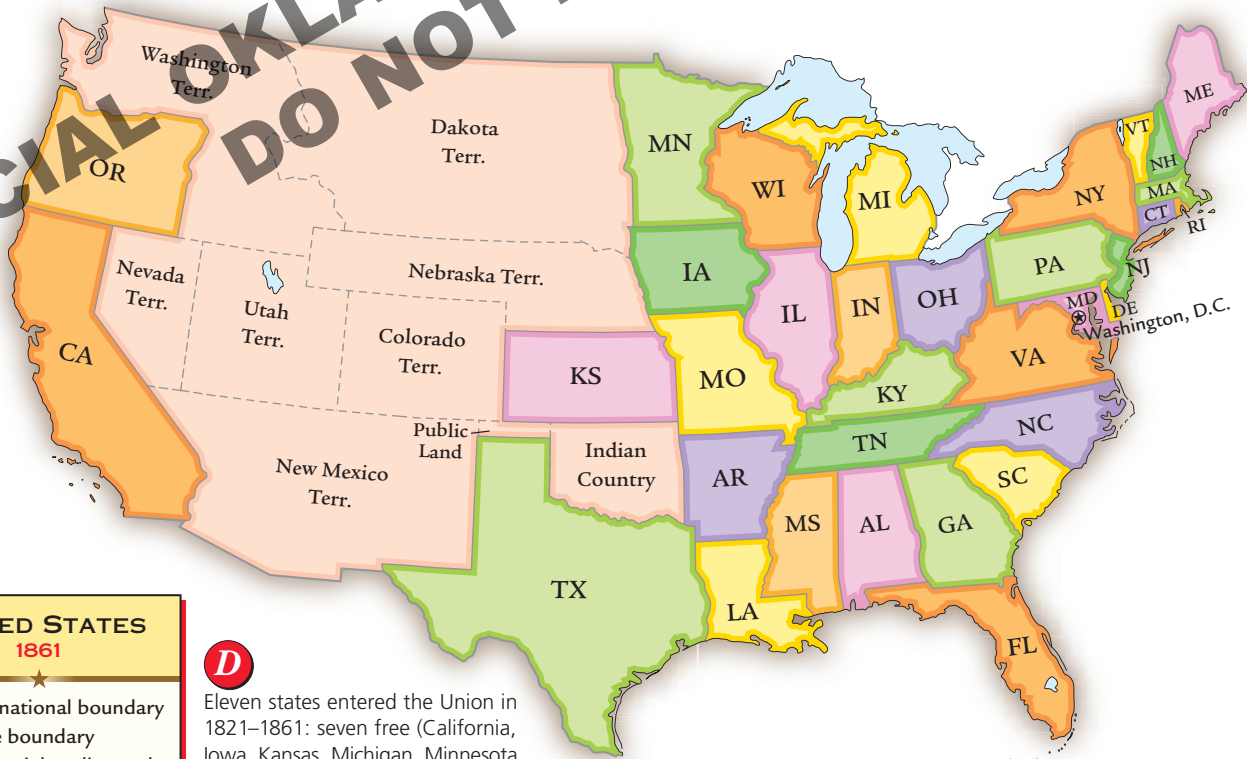 CIAL OKLA
DO NOT
Washington
Terr.
OR
Dakota
Terr.
MN
WI
MI
ME
VT
NH
MA
NY
CT
RI
CA
Nevada
Terr.
Utah
Terr.
Nebraska Terr.
Colorado
Terr.
IA
IL
IN
OH
PA
NJ
MD
DE
Washington, D.C.
KS
MO
KY
VA
Public
Land
New Mexico
Terr.
Indian
Country
AR
TN
NC
SC
TX
LA
MS
AL
GA
FL
ED STATES
1861
national boundary
boundary
D
Eleven states entered the Union in
1821–1861: seven free (California,
Iowa, Kansas, Michigan, Minnesota